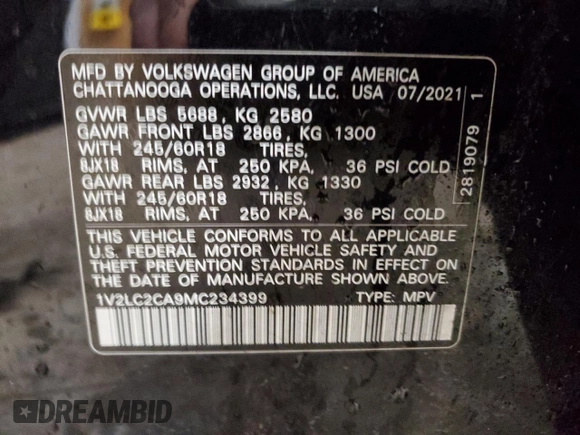 MFD BY VOLKSWAGEN GROUP OF AMERICA
CHATTANOOGA OPERATIONS, LLC. USA 07/2021
GVWR LBS 5688, KG 2580
GAWR FRONT LBS 2866, KG 1300
WITH 245/60R18 TIRES,
8JX18 RIMS, AT 250 KPA, 36 PSI COLD
GAWR REAR LBS 2932, KG 1330
WITH 245/60R18 TIRES,
8JX18 RIMS, AT 250 KPA, 36 PSI COLD
2819079 1
THIS VEHICLE CONFORMS TO ALL APPLICABLE
U.S. FEDERAL MOTOR VEHICLE SAFETY AND
THEFT PREVENTION STANDARDS IN EFFECT ON
THE DATE OF MANUFACTURE SHOWN ABOVE.
1V2LC2CA9MC234399 TYPE: MPV
DREAMBID